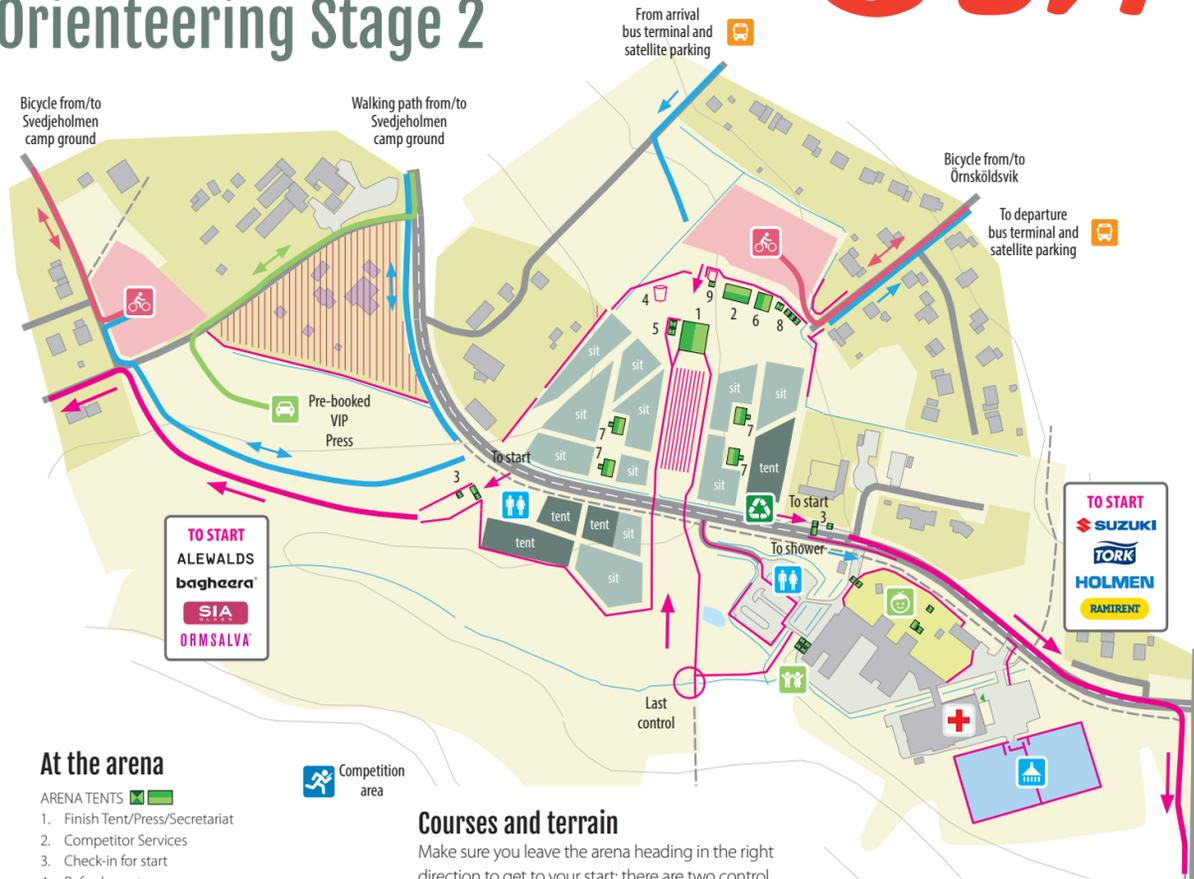 Orienteering Stage 2
From arrival
bus terminal and
satellite parking
Bicycle from/to
Svedjeholmen
camp ground
Walking path from/to
Svedjeholmen
camp ground
Bicycle from/to
Örnsköldsvik
To departure
bus terminal and
satellite parking
4
9
1
2
6
8
5
sit
sit
sit
sit
sit
sit
7
7
7
7
sit
sit
sit
tent
Pre-booked
VIP
Press
To start
3
To start
3
To shower
tent
tent
sit
tent
sit
TO START
ALEWALDS
bagheera
SIA
GLASS
ORMSALVA
TO START
SUZUKI
TORK
HOLMEN
RAMIRENT
Last
control
At the arena
ARENA TENTS
1. Finish Tent/Press/Secretariat
2. Competitor Services
3. Check-in for start
Competition
area
Courses and terrain
Make sure you leave the arena heading in the right
direction to get to your start: there are two control